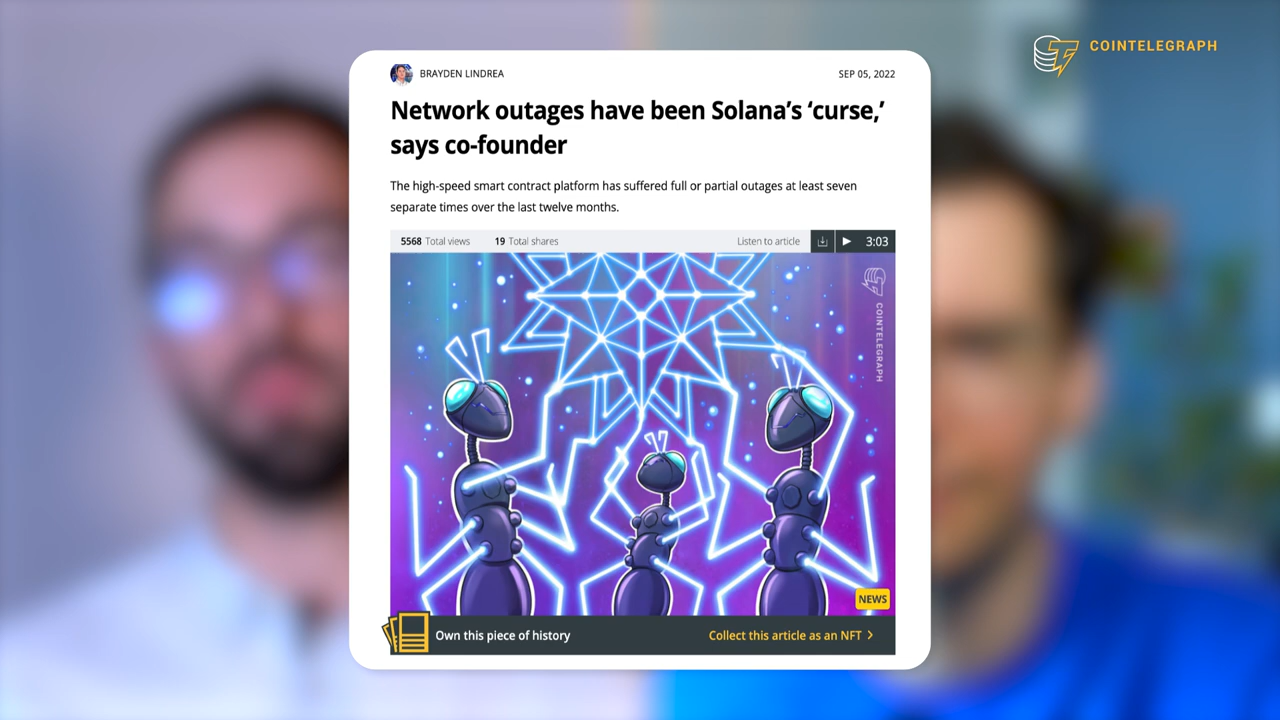 COINTELEGRAPH
BRAYDEN LINDREA
SEP 05, 2022
Network outages have been Solana’s ‘curse,’
says co-founder
The high-speed smart contract platform has suffered full or partial outages at least seven
separate times over the last twelve months.
5568 Total views 19 Total shares Listen to article 3:03
COINTELEGRAPH
NEWS
Own this piece of history
Collect this article as an NFT